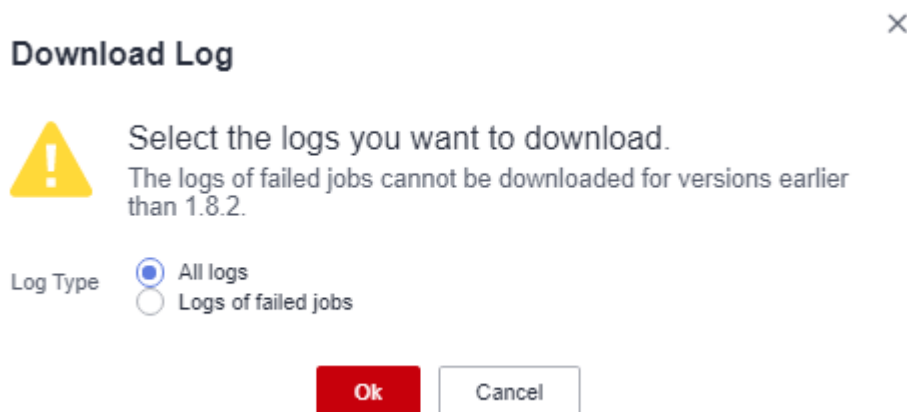 Download Log
Select the logs you want to download.
The logs of failed jobs cannot be downloaded for versions earlier
than 1.8.2.
Log Type
All logs
Logs of failed jobs
Ok
Cancel